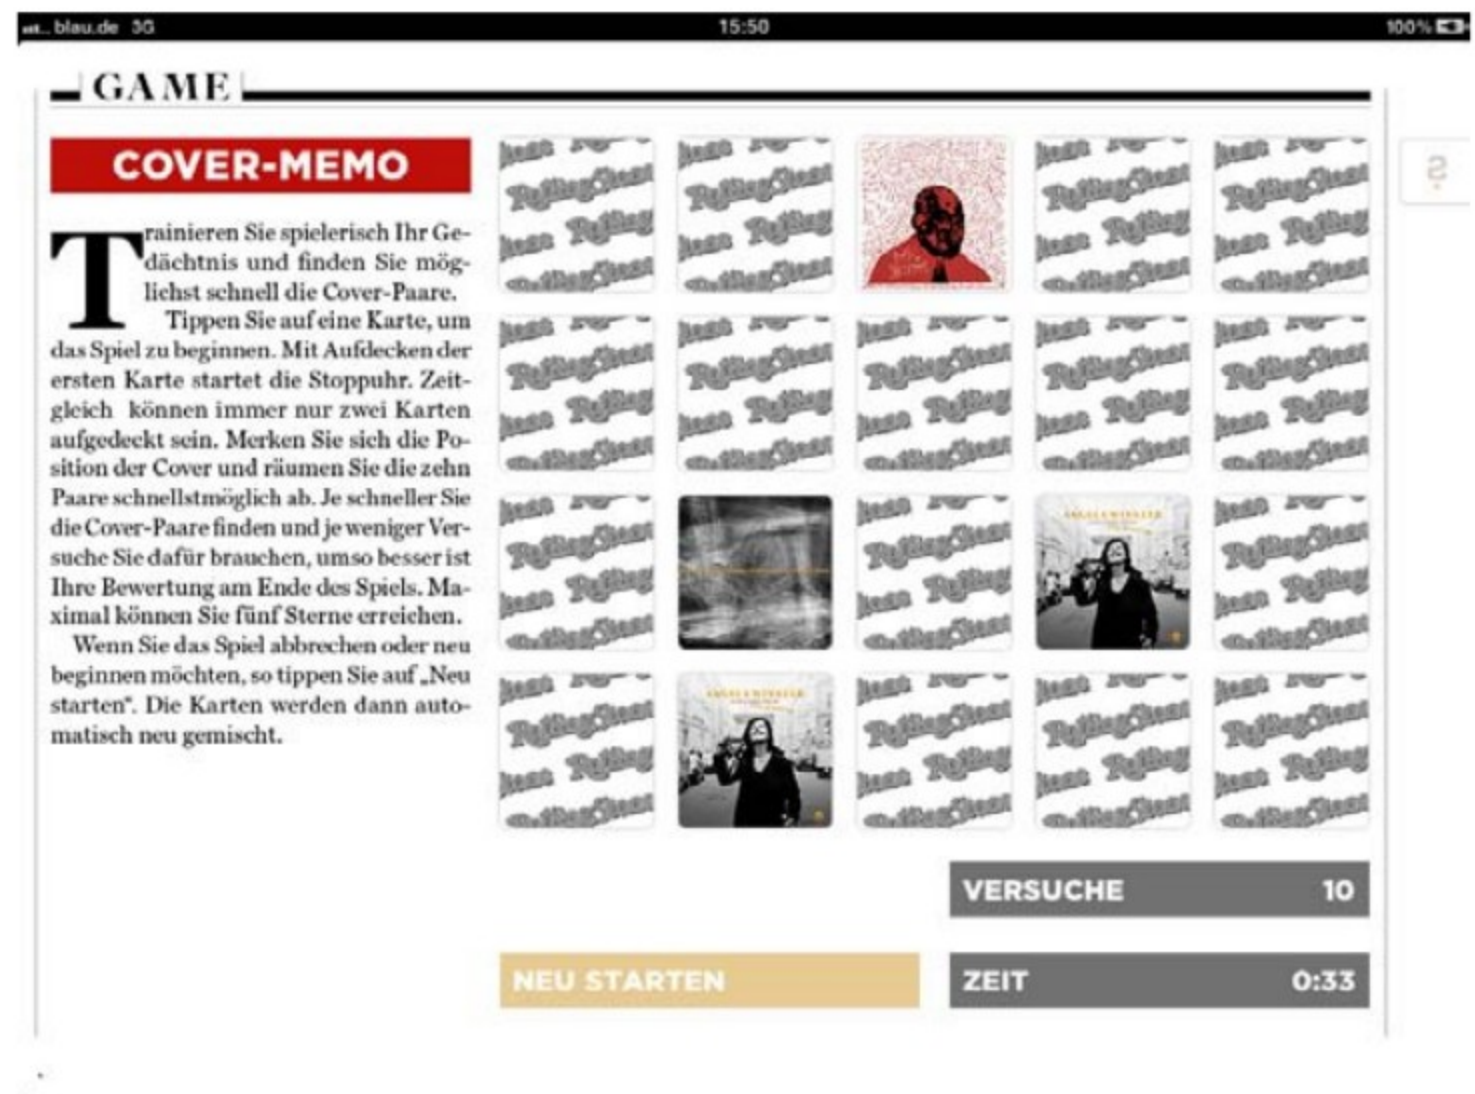 blau.de 3G
15:50
100%
GAME
COVER-MEMO
Trainieren Sie spielerisch Ihr Ge-
dächtnis und finden Sie mög-
lichst schnell die Cover-Paare.
Tippen Sie auf eine Karte, um
das Spiel zu beginnen. Mit Aufdecken der
ersten Karte startet die Stoppuhr. Zeit-
gleich können immer nur zwei Karten
aufgedeckt sein. Merken Sie sich die Po-
sition der Cover und räumen Sie die zehn
Paare schnellstmöglich ab. Je schneller Sie
die Cover-Paare finden und je weniger Ver-
suche Sie dafür brauchen, umso besser ist
Ihre Bewertung am Ende des Spiels. Ma-
ximal können Sie fünf Sterne erreichen.
Wenn Sie das Spiel abbrechen oder neu
beginnen möchten, so tippen Sie auf „Neu
starten“. Die Karten werden dann auto-
matisch neu gemischt.
ANGELA WINKLER
ANGELA WINKLER
VERSUCHE 10
NEU STARTEN
ZEIT 0:33